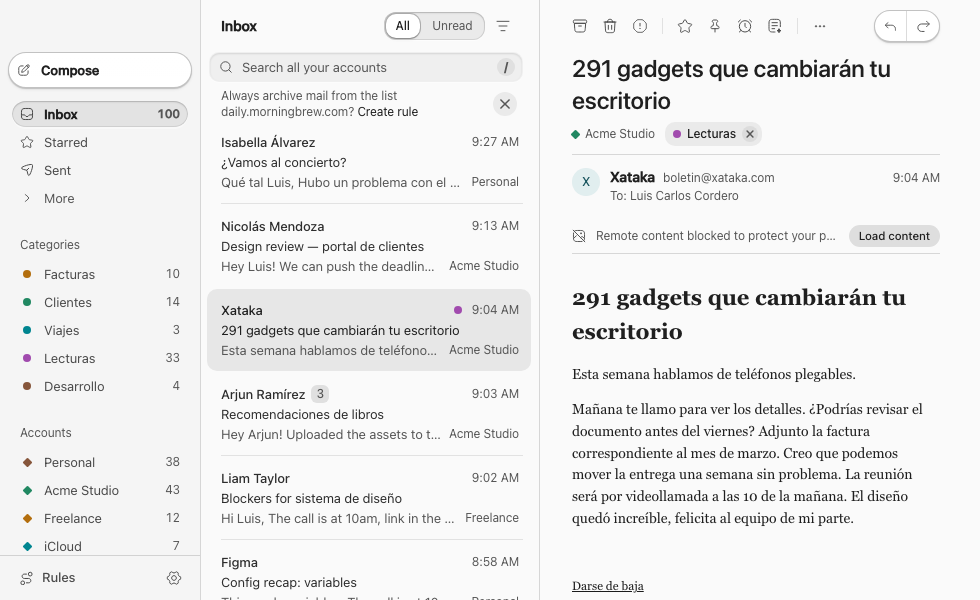 Compose
Inbox 100
Starred
Sent
More
Categories
Facturas 10
Clientes 14
Viajes 3
Lecturas 33
Desarrollo 4
Accounts
Personal 38
Acme Studio 43
Freelance 12
iCloud 7
Rules
Inbox
All Unread
Search all your accounts /
Always archive mail from the list
daily.morningbrew.com? Create rule
Isabella Álvarez 9:27 AM
¿Vamos al concierto?
Qué tal Luis, Hubo un problema con el ... Personal
Nicolás Mendoza 9:13 AM
Design review — portal de clientes
Hey Luis! We can push the deadlin... Acme Studio
Xataka 9:04 AM
291 gadgets que cambiarán tu escritorio
Esta semana hablamos de teléfono... Acme Studio
Arjun Ramírez 3 9:03 AM
Recomendaciones de libros
Hey Arjun! Uploaded the assets to t... Acme Studio
Liam Taylor 9:02 AM
Blockers for sistema de diseño
Hi Luis, The call is at 10am, link in the ... Freelance
Figma 8:58 AM
Config recap: variables
291 gadgets que cambiarán tu
escritorio
Acme Studio Lecturas
X Xataka boletin@xataka.com 9:04 AM
To: Luis Carlos Cordero
Remote content blocked to protect your p... Load content
291 gadgets que cambiarán tu
escritorio
Esta semana hablamos de teléfonos plegables.
Mañana te llamo para ver los detalles. ¿Podrías revisar el
documento antes del viernes? Adjunto la factura
correspondiente al mes de marzo. Creo que podemos
mover la entrega una semana sin problema. La reunión
será por videollamada a las 10 de la mañana. El diseño
quedó increíble, felicita al equipo de mi parte.
Darse de baja